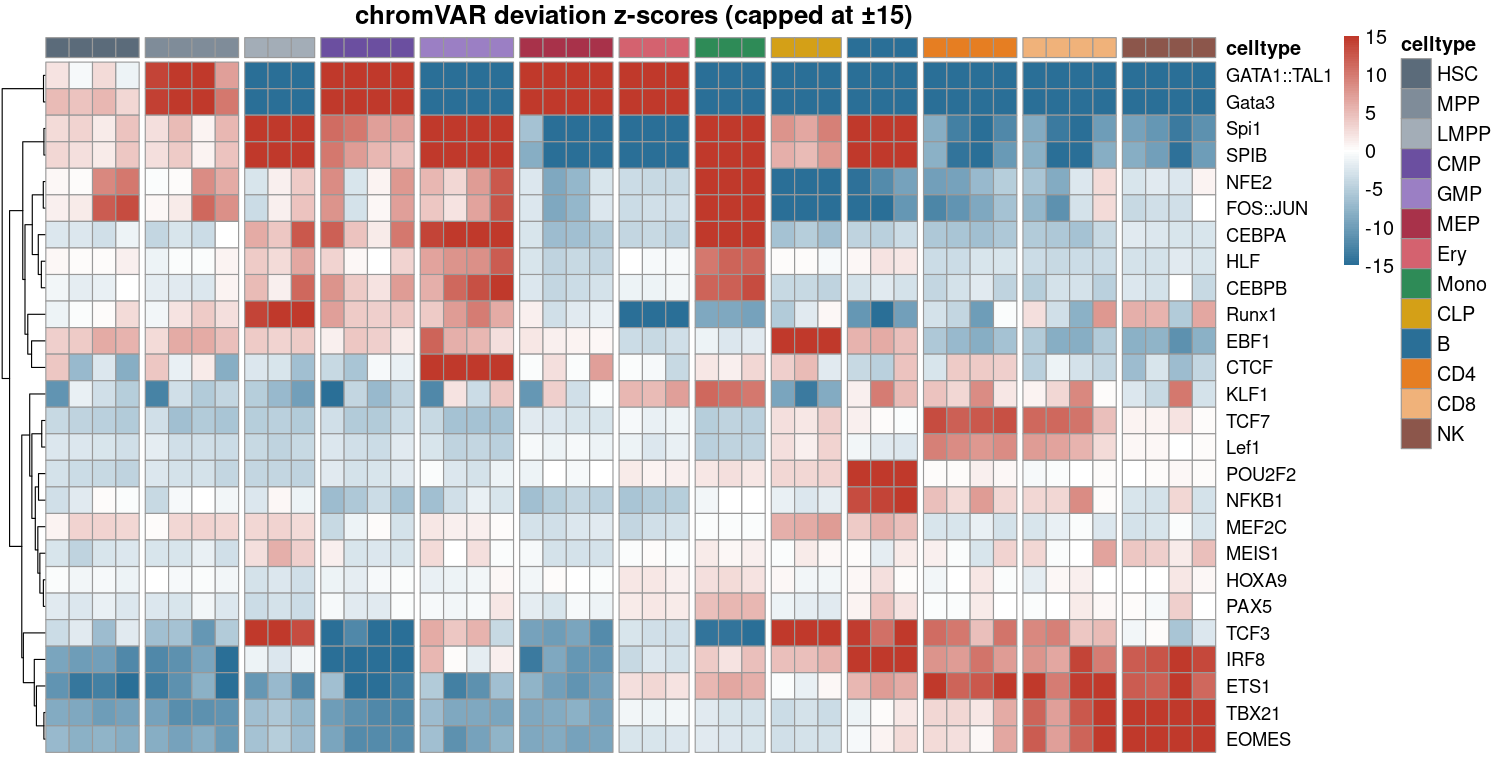 chromVAR deviation z-scores (capped at ±15)
celltype
GATA1::TAL1
Gata3
Spi1
SPIB
NFE2
FOS::JUN
CEBPA
HLF
CEBPB
Runx1
EBF1
CTCF
KLF1
TCF7
Lef1
POU2F2
NFKB1
MEF2C
MEIS1
HOXA9
PAX5
TCF3
IRF8
ETS1
TBX21
EOMES
15
10
5
0
-5
-10
-15
celltype
HSC
MPP
LMPP
CMP
GMP
MEP
Ery
Mono
CLP
B
CD4
CD8
NK